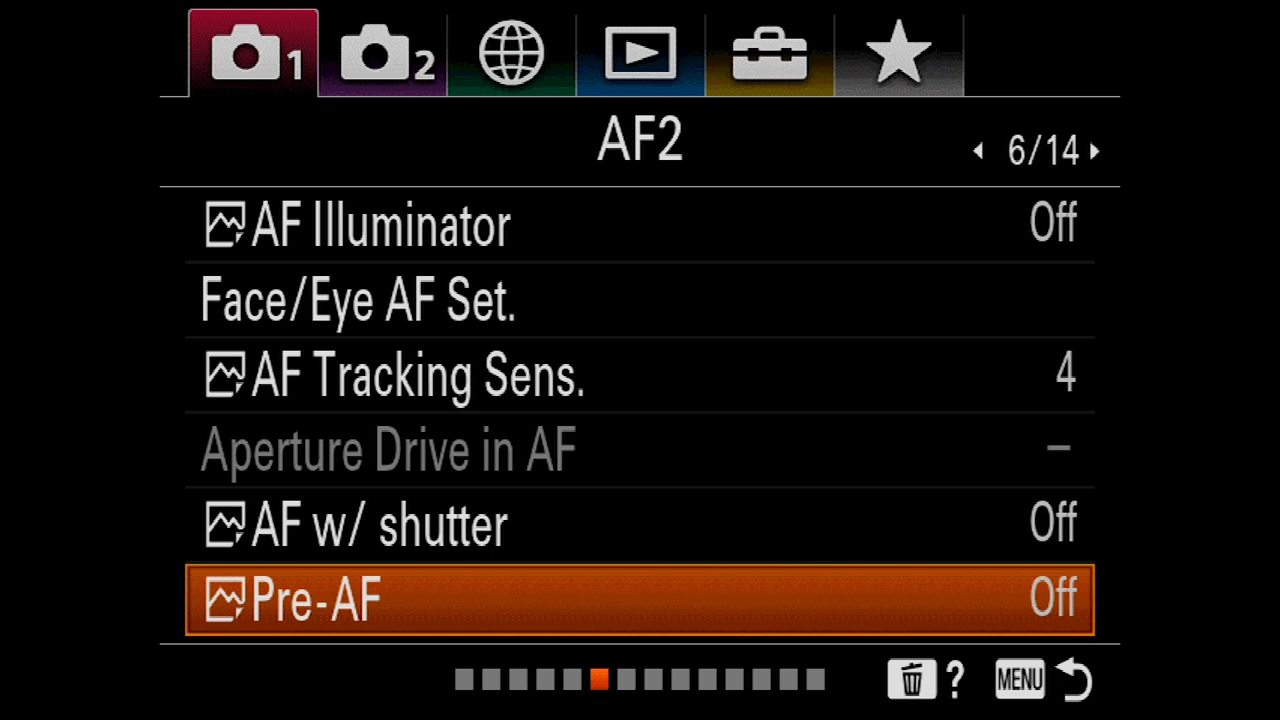 1 2
AF2
6/14
AF Illuminator Off
Face/Eye AF Set.
AF Tracking Sens. 4
Aperture Drive in AF –
AF w/ shutter Off
Pre-AF Off
? MENU